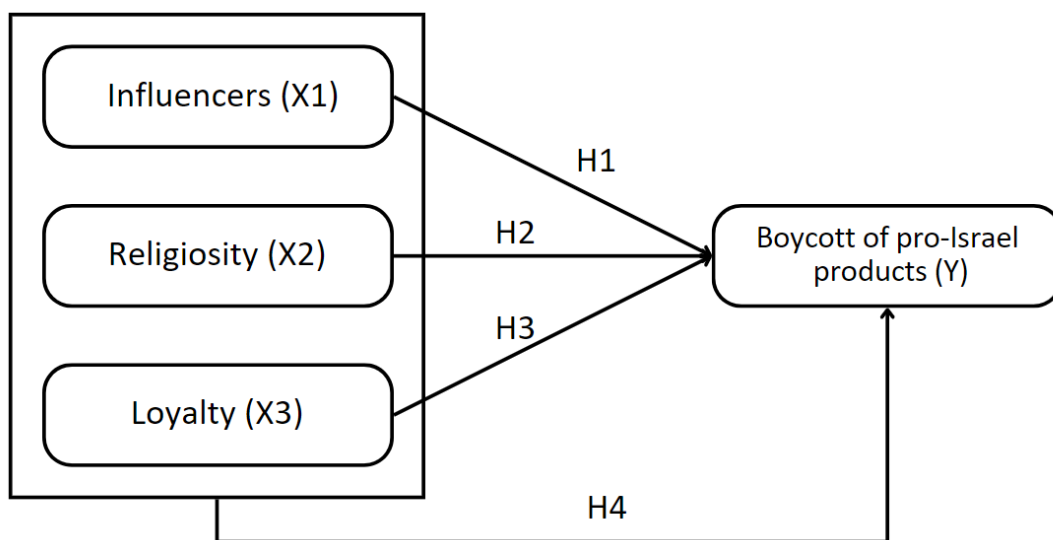 Influencers (X1)
H1
Religiosity (X2)
H2
Boycott of pro-Israel
products (Y)
H3
Loyalty (X3)
H4